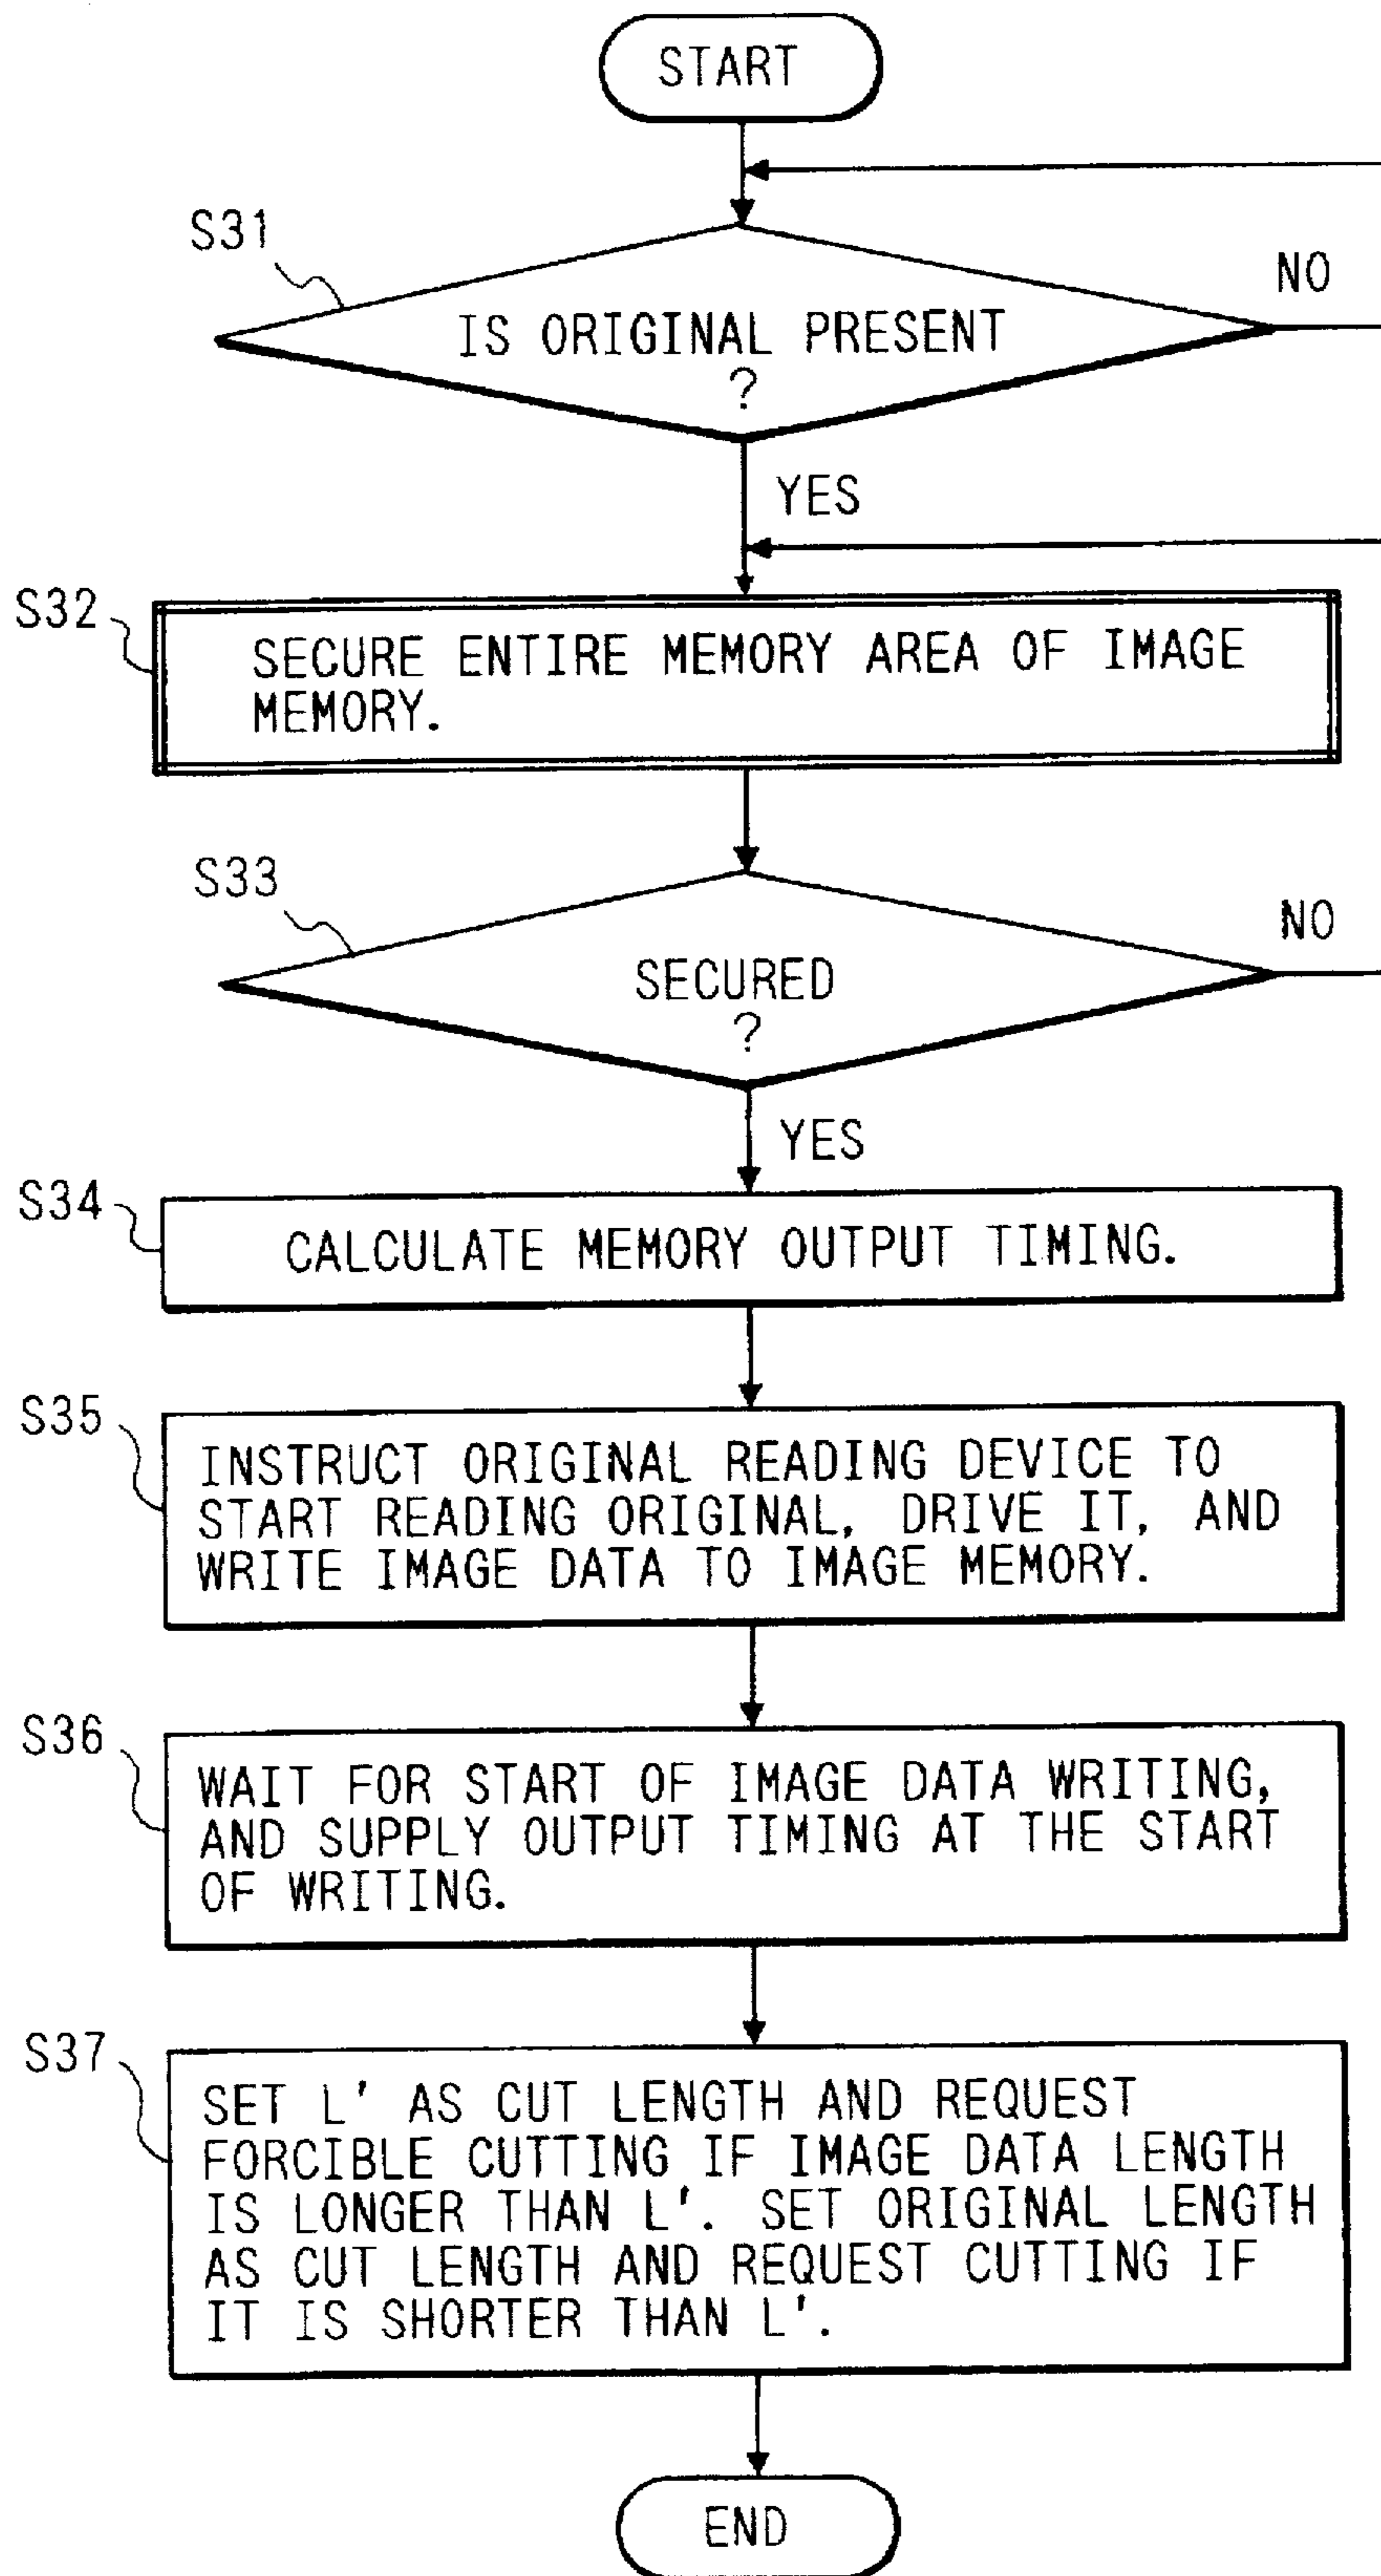 START
S31
NO
IS ORIGINAL PRESENT
?
YES
S32
SECURE ENTIRE MEMORY AREA OF IMAGE
MEMORY.
S33
NO
SECURED
?
YES
S34
CALCULATE MEMORY OUTPUT TIMING.
S35
INSTRUCT ORIGINAL READING DEVICE TO
START READING ORIGINAL, DRIVE IT, AND
WRITE IMAGE DATA TO IMAGE MEMORY.
S36
WAIT FOR START OF IMAGE DATA WRITING,
AND SUPPLY OUTPUT TIMING AT THE START
OF WRITING.
S37
SET L' AS CUT LENGTH AND REQUEST
FORCIBLE CUTTING IF IMAGE DATA LENGTH
IS LONGER THAN L'. SET ORIGINAL LENGTH
AS CUT LENGTH AND REQUEST CUTTING IF
IT IS SHORTER THAN L'.
END